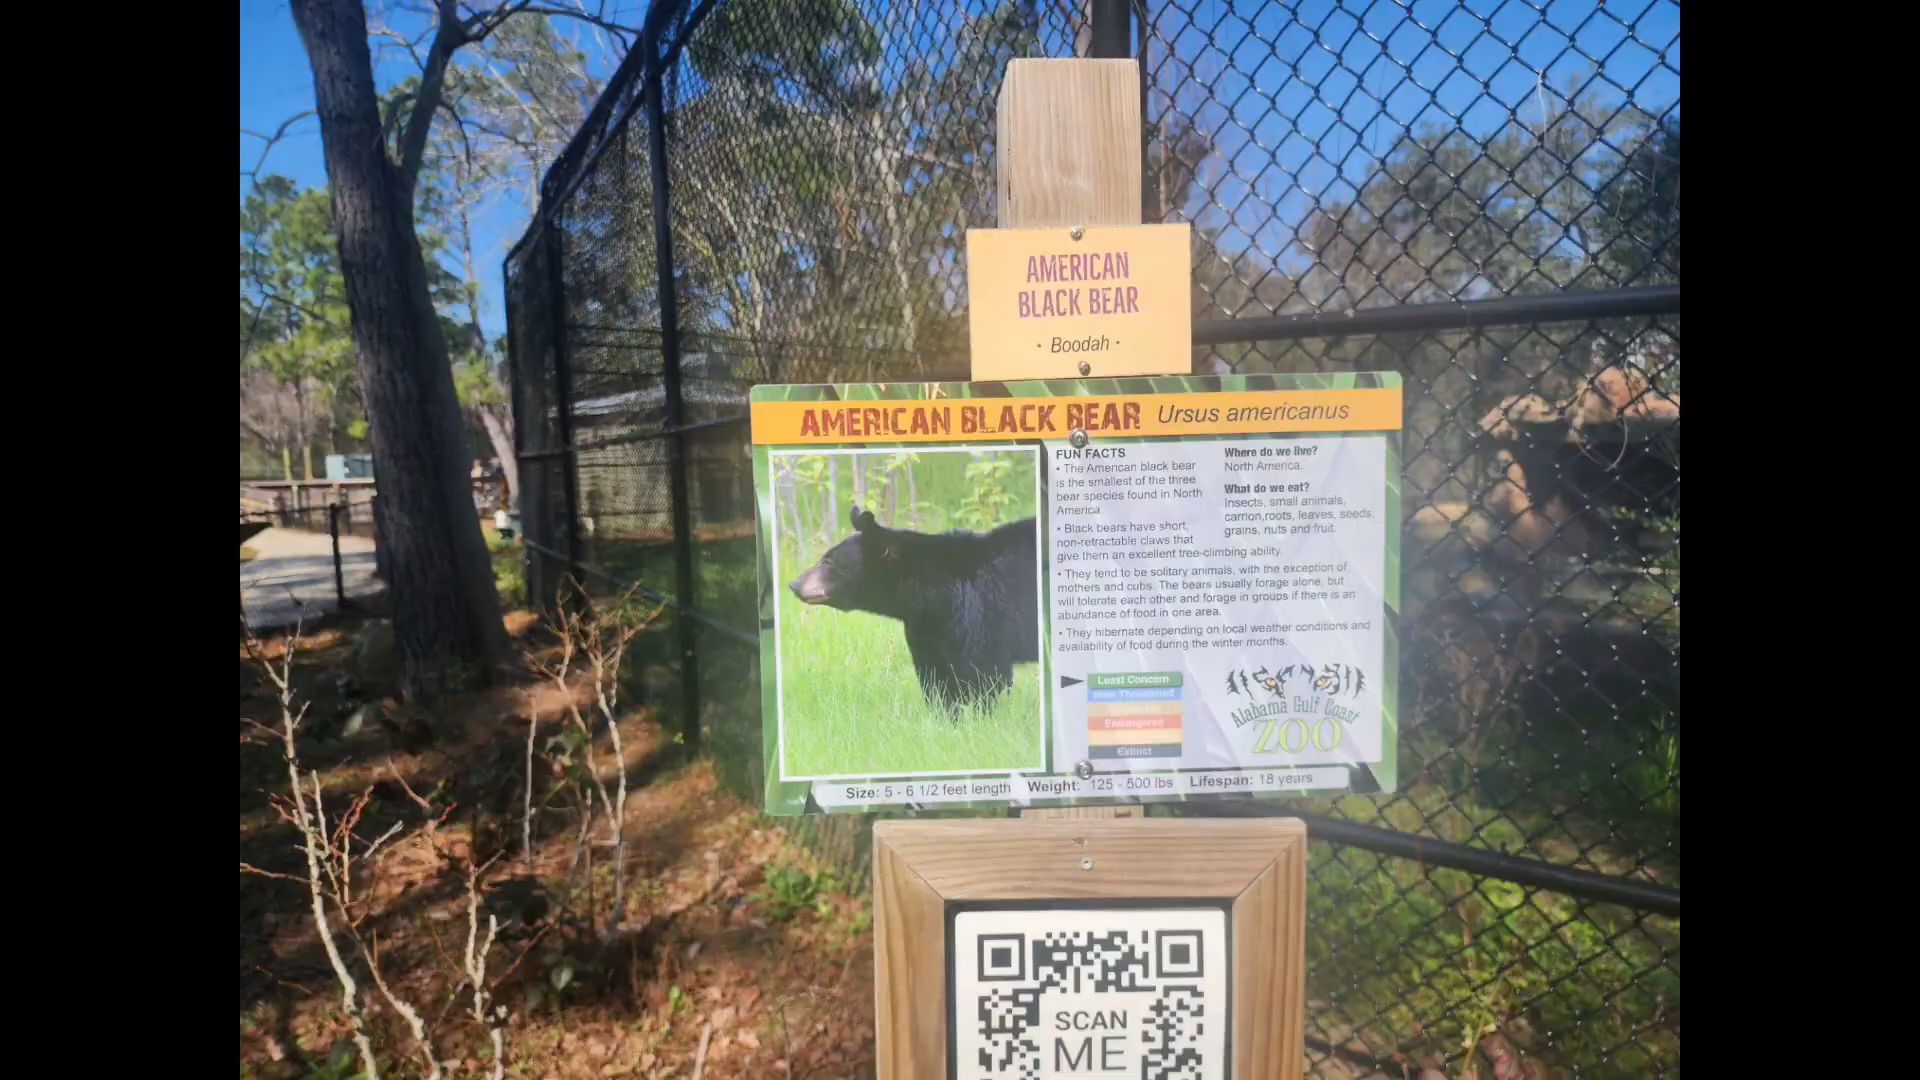 AMERICAN
BLACK BEAR
• Boodah •
AMERICAN BLACK BEAR Ursus americanus
FUN FACTS
• The American black bear
is the smallest of the three
bear species found in North
America.
• Black bears have short,
non-retractable claws that
give them an excellent tree-climbing ability.
• They tend to be solitary animals, with the exception of
mothers and cubs. The bears usually forage alone, but
will tolerate each other and forage in groups if there is an
abundance of food in one area.
• They hibernate depending on local weather conditions and
availability of food during the winter months.
Where do we live?
North America.
What do we eat?
Insects, small animals,
carrion,roots, leaves, seeds,
grains, nuts and fruit.
Least Concern
Near Threatened
Endangered
Extinct
Alabama Gulf Coast
ZOO
Size: 5 - 6 1/2 feet length Weight: 125 - 500 lbs Lifespan: 18 years
SCAN
ME